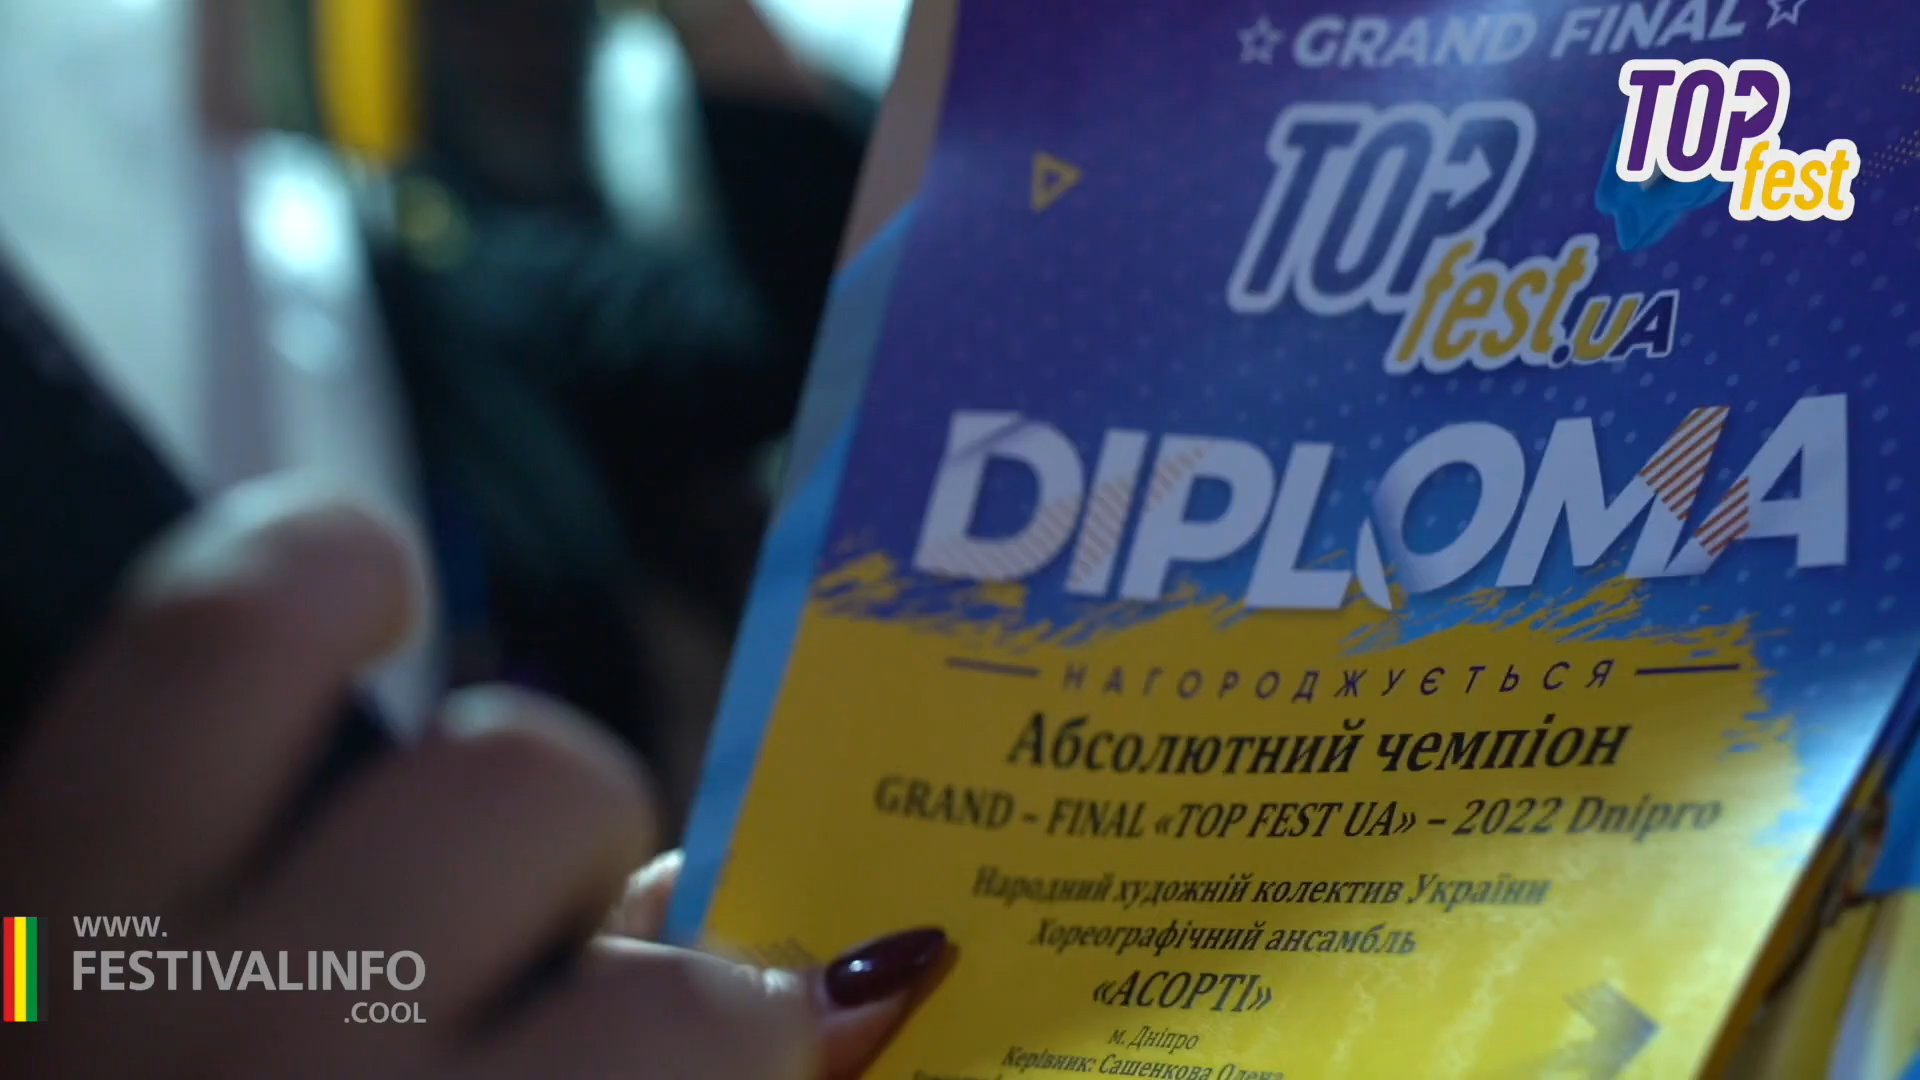 GRAND FINAL
TOP
fest
TOP
fest.UA
DIPLOMA
НАГОРОДЖУЄТЬСЯ
Абсолютний чемпіон
GRAND - FINAL «TOP FEST UA» - 2022 Dnipro
Народний художній колектив України
Хореографічний ансамбль
«АСОРТІ»
м. Дніпро
Керівник: Сашенкова Олена
www.
FESTIVALINFO
.COOL